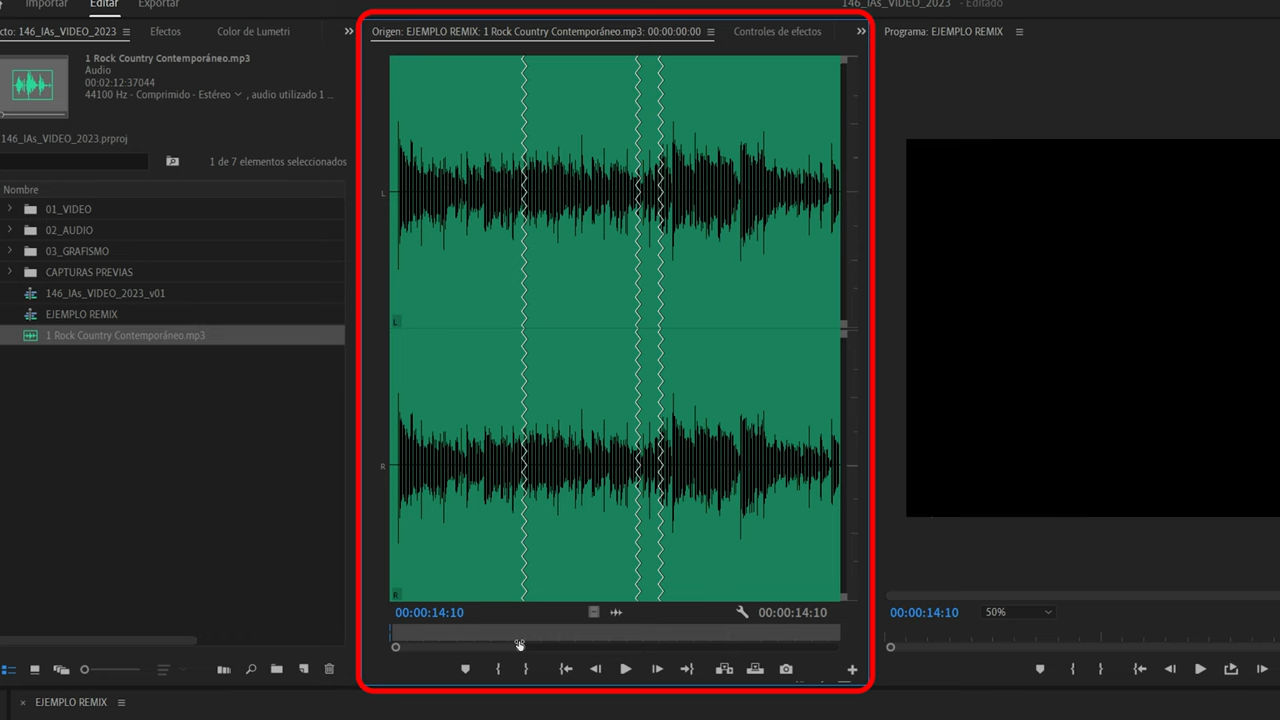 Importar Editar Exportar
146_IAs_VIDEO_2023 - Editado
cto: 146_IAs_VIDEO_2023
Efectos
Color de Lumetri
1 Rock Country Contemporáneo.mp3
Audio
00:02:12:37044
44100 Hz - Comprimido - Estéreo , audio utilizado 1 ...
146_IAs_VIDEO_2023.prproj
1 de 7 elementos seleccionados
Nombre
01_VIDEO
02_AUDIO
03_GRAFISMO
CAPTURAS PREVIAS
146_IAs_VIDEO_2023_v01
EJEMPLO REMIX
1 Rock Country Contemporáneo.mp3
Origen: EJEMPLO REMIX: 1 Rock Country Contemporáneo.mp3: 00:00:00:00
Controles de efectos
L
L
R
R
00:00:14:10
00:00:14:10
Programa: EJEMPLO REMIX
00:00:14:10
50%
× EJEMPLO REMIX